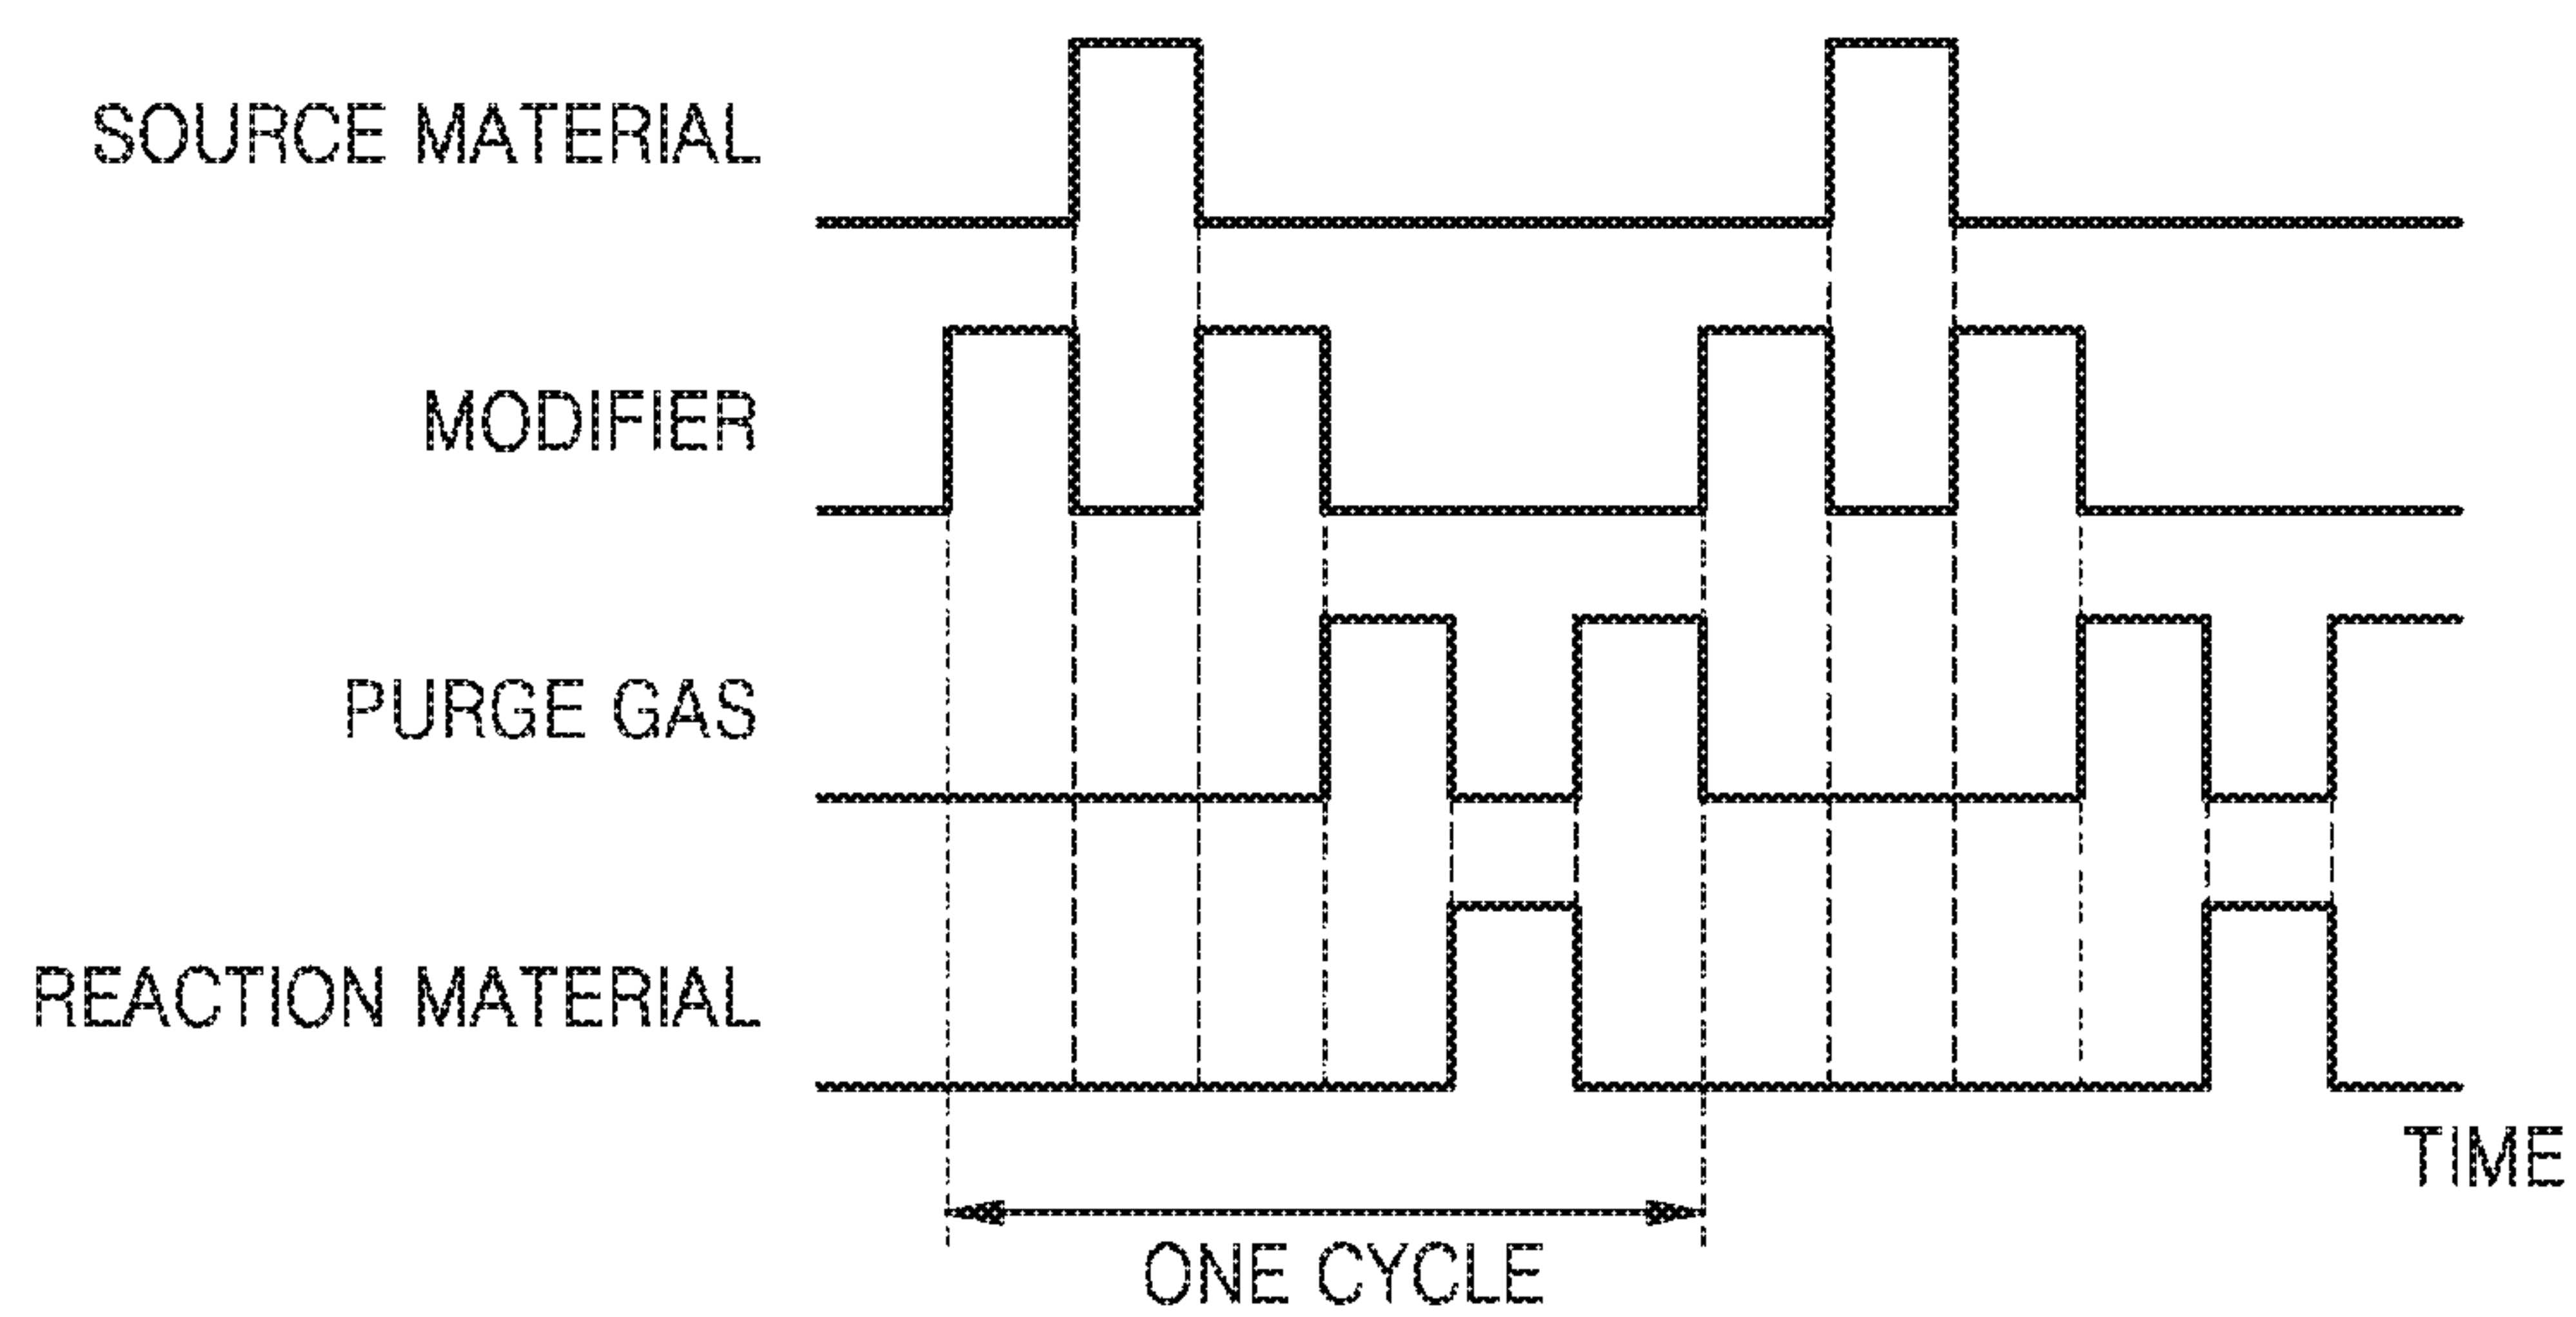 SOURCE MATERIAL
MODIFIER
PURGE GAS
REACTION MATERIAL
TIME
ONE CYCLE